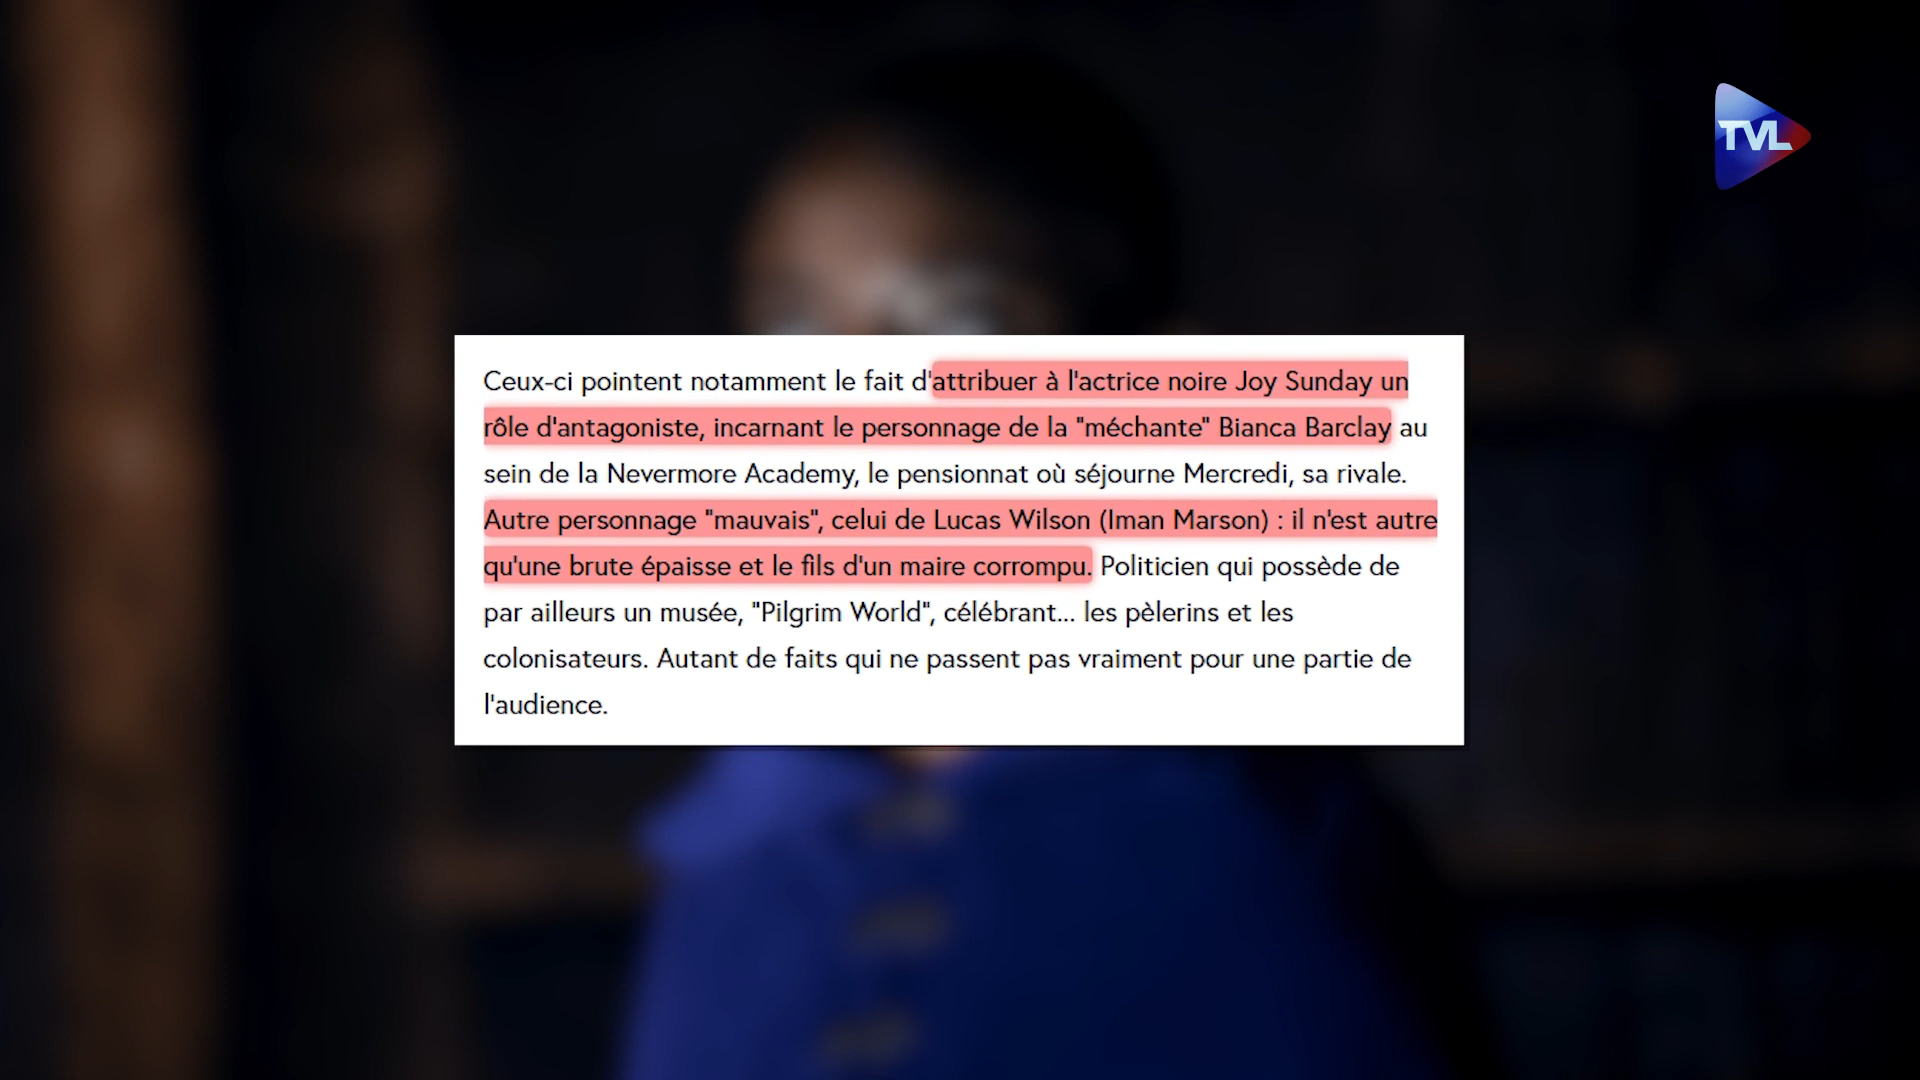 TVL
Ceux-ci pointent notamment le fait d'attribuer à l'actrice noire Joy Sunday un
rôle d'antagoniste, incarnant le personnage de la "méchante" Bianca Barclay au
sein de la Nevermore Academy, le pensionnat où séjourne Mercredi, sa rivale.
Autre personnage "mauvais", celui de Lucas Wilson (Iman Marson) : il n'est autre
qu'une brute épaisse et le fils d'un maire corrompu. Politicien qui possède de
par ailleurs un musée, "Pilgrim World", célébrant... les pèlerins et les
colonisateurs. Autant de faits qui ne passent pas vraiment pour une partie de
l'audience.